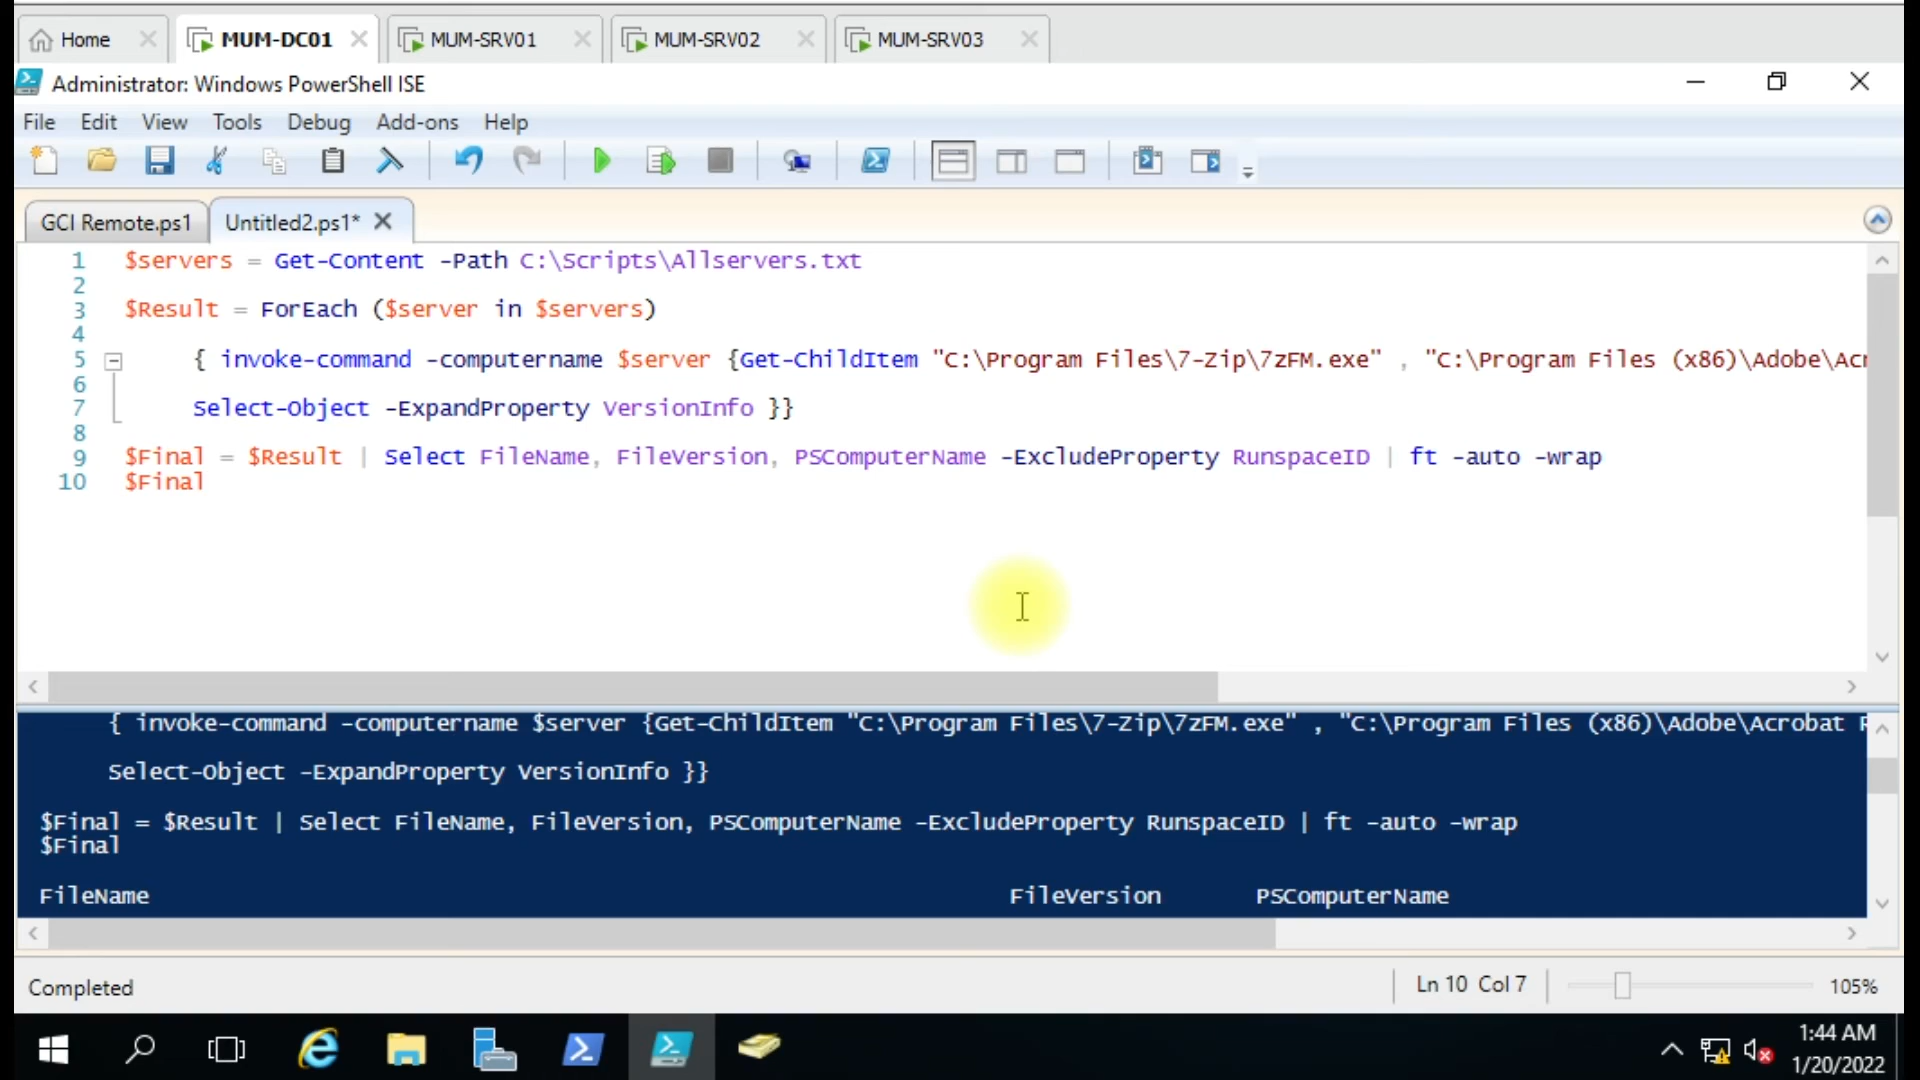 Home MUM-DC01 MUM-SRV01 MUM-SRV02 MUM-SRV03
Administrator: Windows PowerShell ISE
File Edit View Tools Debug Add-ons Help
GCI Remote.ps1 Untitled2.ps1*
1 $servers = Get-Content -Path C:\Scripts\Allservers.txt
2
3 $Result = ForEach ($server in $servers)
4
5 { invoke-command -computername $server {Get-ChildItem "C:\Program Files\7-Zip\7zFM.exe" , "C:\Program Files (x86)\Adobe\Acr
6
7 Select-Object -ExpandProperty VersionInfo }}
8
9 $Final = $Result | Select FileName, FileVersion, PSComputerName -ExcludeProperty RunspaceID | ft -auto -wrap
10 $Final
{ invoke-command -computername $server {Get-ChildItem "C:\Program Files\7-Zip\7zFM.exe" , "C:\Program Files (x86)\Adobe\Acrobat R
Select-Object -ExpandProperty VersionInfo }}
$Final = $Result | Select FileName, FileVersion, PSComputerName -ExcludeProperty RunspaceID | ft -auto -wrap
$Final
FileName FileVersion PSComputerName
Completed Ln 10 Col 7 105%
1:44 AM
1/20/2022